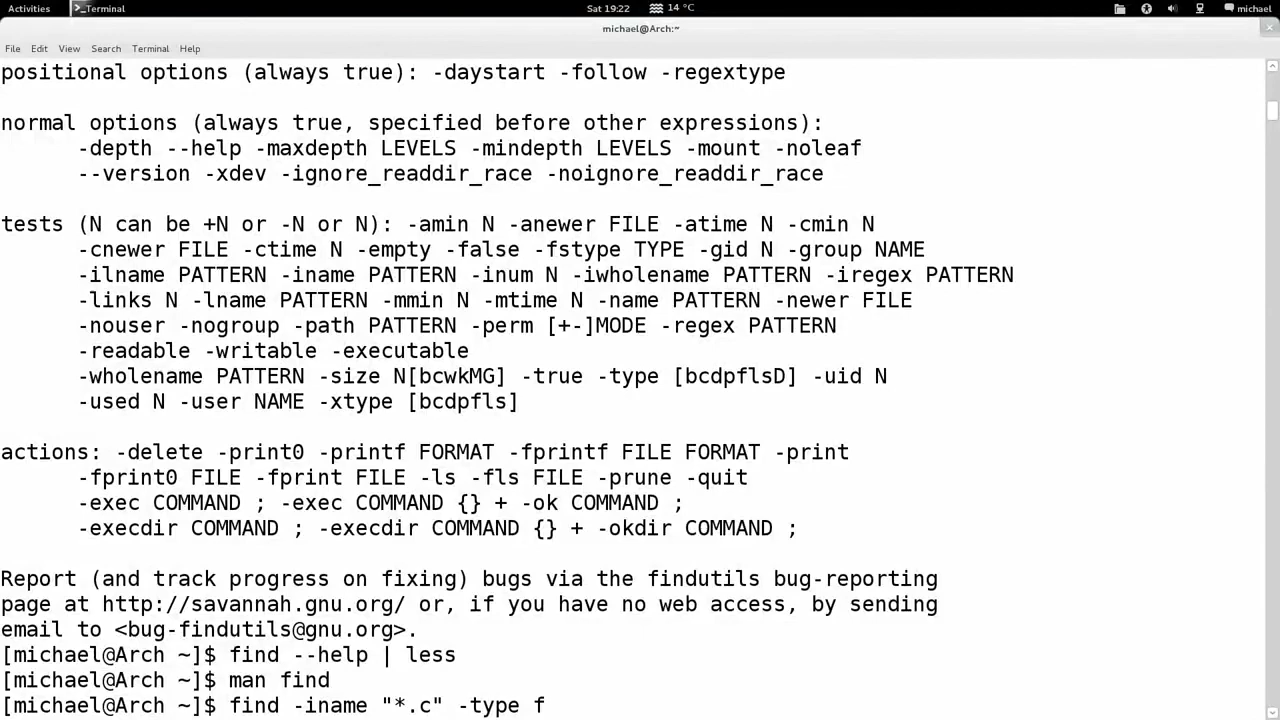 Activities Terminal Sat 19:22 14 °C michael
michael@Arch:~
File Edit View Search Terminal Help
positional options (always true): -daystart -follow -regextype
normal options (always true, specified before other expressions):
-depth --help -maxdepth LEVELS -mindepth LEVELS -mount -noleaf
--version -xdev -ignore_readdir_race -noignore_readdir_race
tests (N can be +N or -N or N): -amin N -anewer FILE -atime N -cmin N
-cnewer FILE -ctime N -empty -false -fstype TYPE -gid N -group NAME
-ilname PATTERN -iname PATTERN -inum N -iwholename PATTERN -iregex PATTERN
-links N -lname PATTERN -mmin N -mtime N -name PATTERN -newer FILE
-nouser -nogroup -path PATTERN -perm [+-]MODE -regex PATTERN
-readable -writable -executable
-wholename PATTERN -size N[bcwkMG] -true -type [bcdpflsD] -uid N
-used N -user NAME -xtype [bcdpfls]
actions: -delete -print0 -printf FORMAT -fprintf FILE FORMAT -print
-fprint0 FILE -fprint FILE -ls -fls FILE -prune -quit
-exec COMMAND ; -exec COMMAND {} + -ok COMMAND ;
-execdir COMMAND ; -execdir COMMAND {} + -okdir COMMAND ;
Report (and track progress on fixing) bugs via the findutils bug-reporting
page at http://savannah.gnu.org/ or, if you have no web access, by sending
email to <bug-findutils@gnu.org>.
[michael@Arch ~]$ find --help | less
[michael@Arch ~]$ man find
[michael@Arch ~]$ find -iname "*.c" -type f